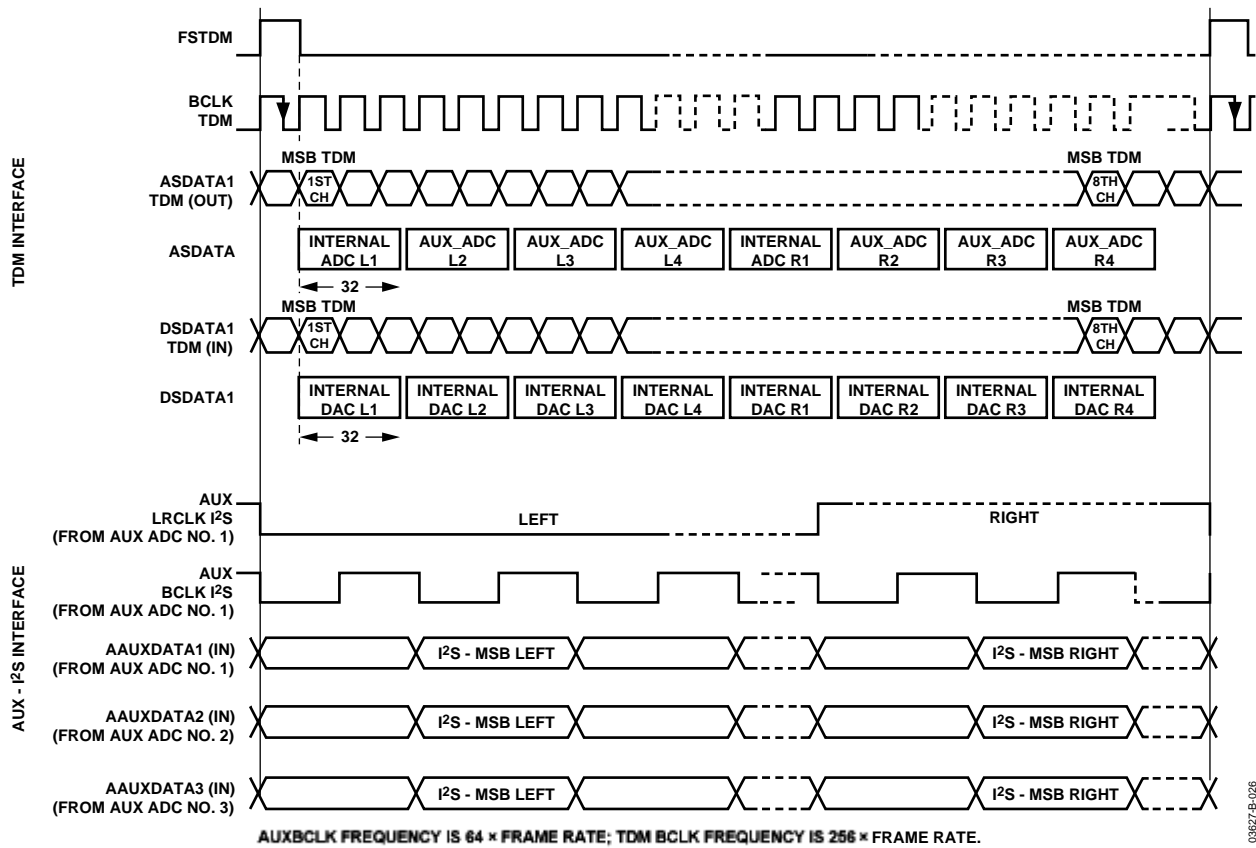 FSTDM
BCLK
TDM
TDM INTERFACE
MSB TDM
MSB TDM
ASDATA1
TDM (OUT)
1ST
CH
8TH
CH
ASDATA
INTERNAL
ADC L1
AUX_ADC
L2
AUX_ADC
L3
AUX_ADC
L4
INTERNAL
ADC R1
AUX_ADC
R2
AUX_ADC
R3
AUX_ADC
R4
32
MSB TDM
MSB TDM
DSDATA1
TDM (IN)
1ST
CH
8TH
CH
DSDATA1
INTERNAL
DAC L1
INTERNAL
DAC L2
INTERNAL
DAC L3
INTERNAL
DAC L4
INTERNAL
DAC R1
INTERNAL
DAC R2
INTERNAL
DAC R3
INTERNAL
DAC R4
32
AUX - I²S INTERFACE
AUX
LRCLK I²S
(FROM AUX ADC NO. 1)
LEFT
RIGHT
AUX
BCLK I²S
(FROM AUX ADC NO. 1)
AAUXDATA1 (IN)
(FROM AUX ADC NO. 1)
I²S - MSB LEFT
I²S - MSB RIGHT
AAUXDATA2 (IN)
(FROM AUX ADC NO. 2)
I²S - MSB LEFT
I²S - MSB RIGHT
AAUXDATA3 (IN)
(FROM AUX ADC NO. 3)
I²S - MSB LEFT
I²S - MSB RIGHT
AUXBCLK FREQUENCY IS 64 × FRAME RATE; TDM BCLK FREQUENCY IS 256 × FRAME RATE.
03627-B-026